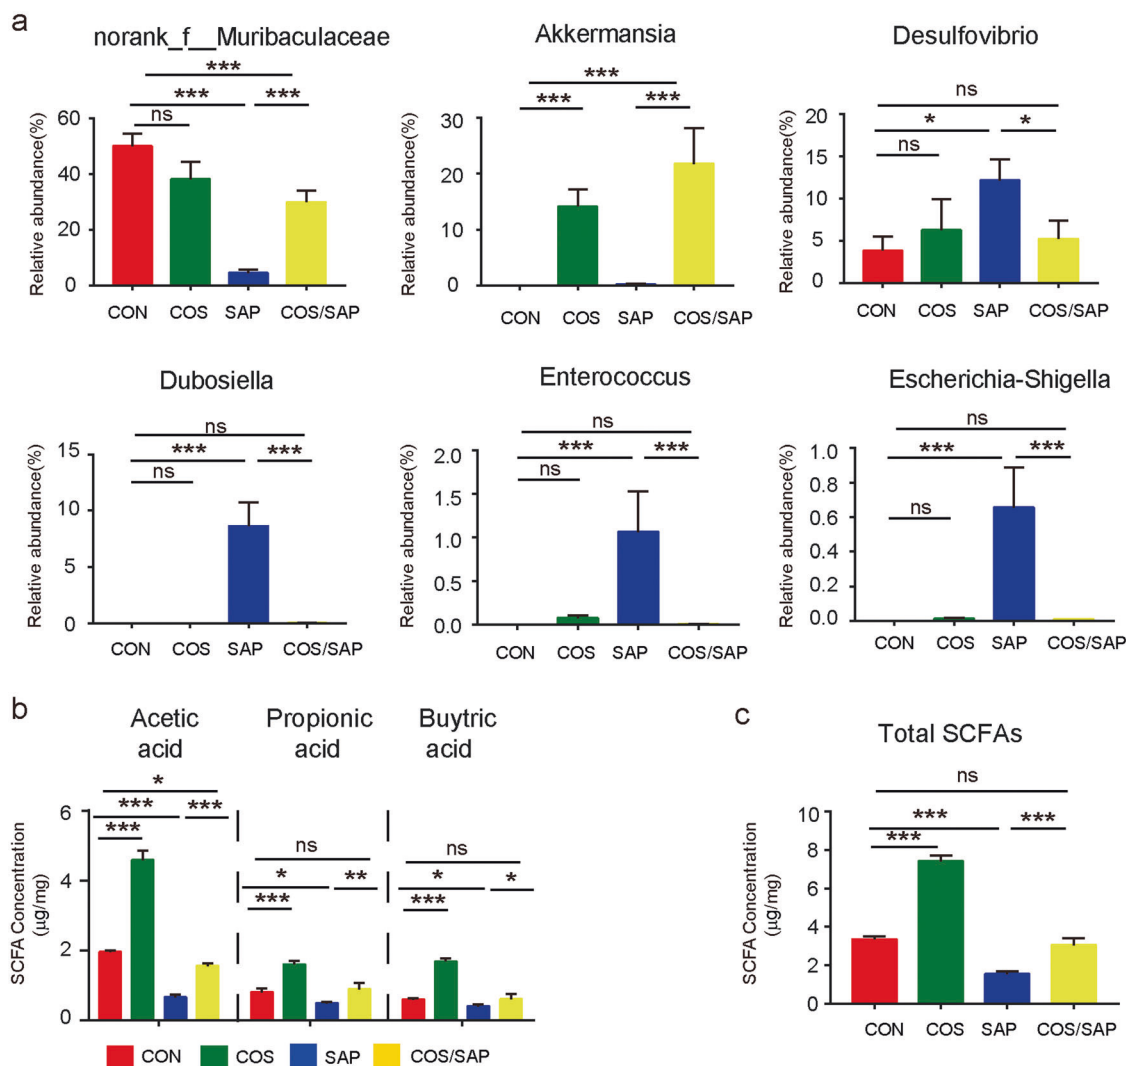 a
norank_f__Muribaculaceae
***
***
***
ns
Relative abundance(%)
60
40
20
0
CON
COS
SAP
COS/SAP
Akkermansia
***
***
***
Relative abundance(%)
30
20
10
0
CON
COS
SAP
COS/SAP
Desulfovibrio
ns
*
*
ns
Relative abundance(%)
20
15
10
5
0
CON
COS
SAP
COS/SAP
Dubosiella
ns
***
***
ns
Relative abundance(%)
15
10
5
0
CON
COS
SAP
COS/SAP
Enterococcus
ns
***
***
ns
Relative abundance(%)
2.0
1.5
1.0
0.5
0.0
CON
COS
SAP
COS/SAP
Escherichia-Shigella
ns
***
***
ns
Relative abundance(%)
1.0
0.8
0.6
0.4
0.2
0.0
CON
COS
SAP
COS/SAP
b
Acetic
acid
Propionic
acid
Buytric
acid
*
***
***
***
ns
*
**
***
ns
*
*
***
SCFA Concentration
(µg/mg)
6
4
2
0
CON
COS
SAP
COS/SAP
c
Total SCFAs
ns
***
***
***
SCFA Concentration
(µg/mg)
10
8
6
4
2
0
CON
COS
SAP
COS/SAP